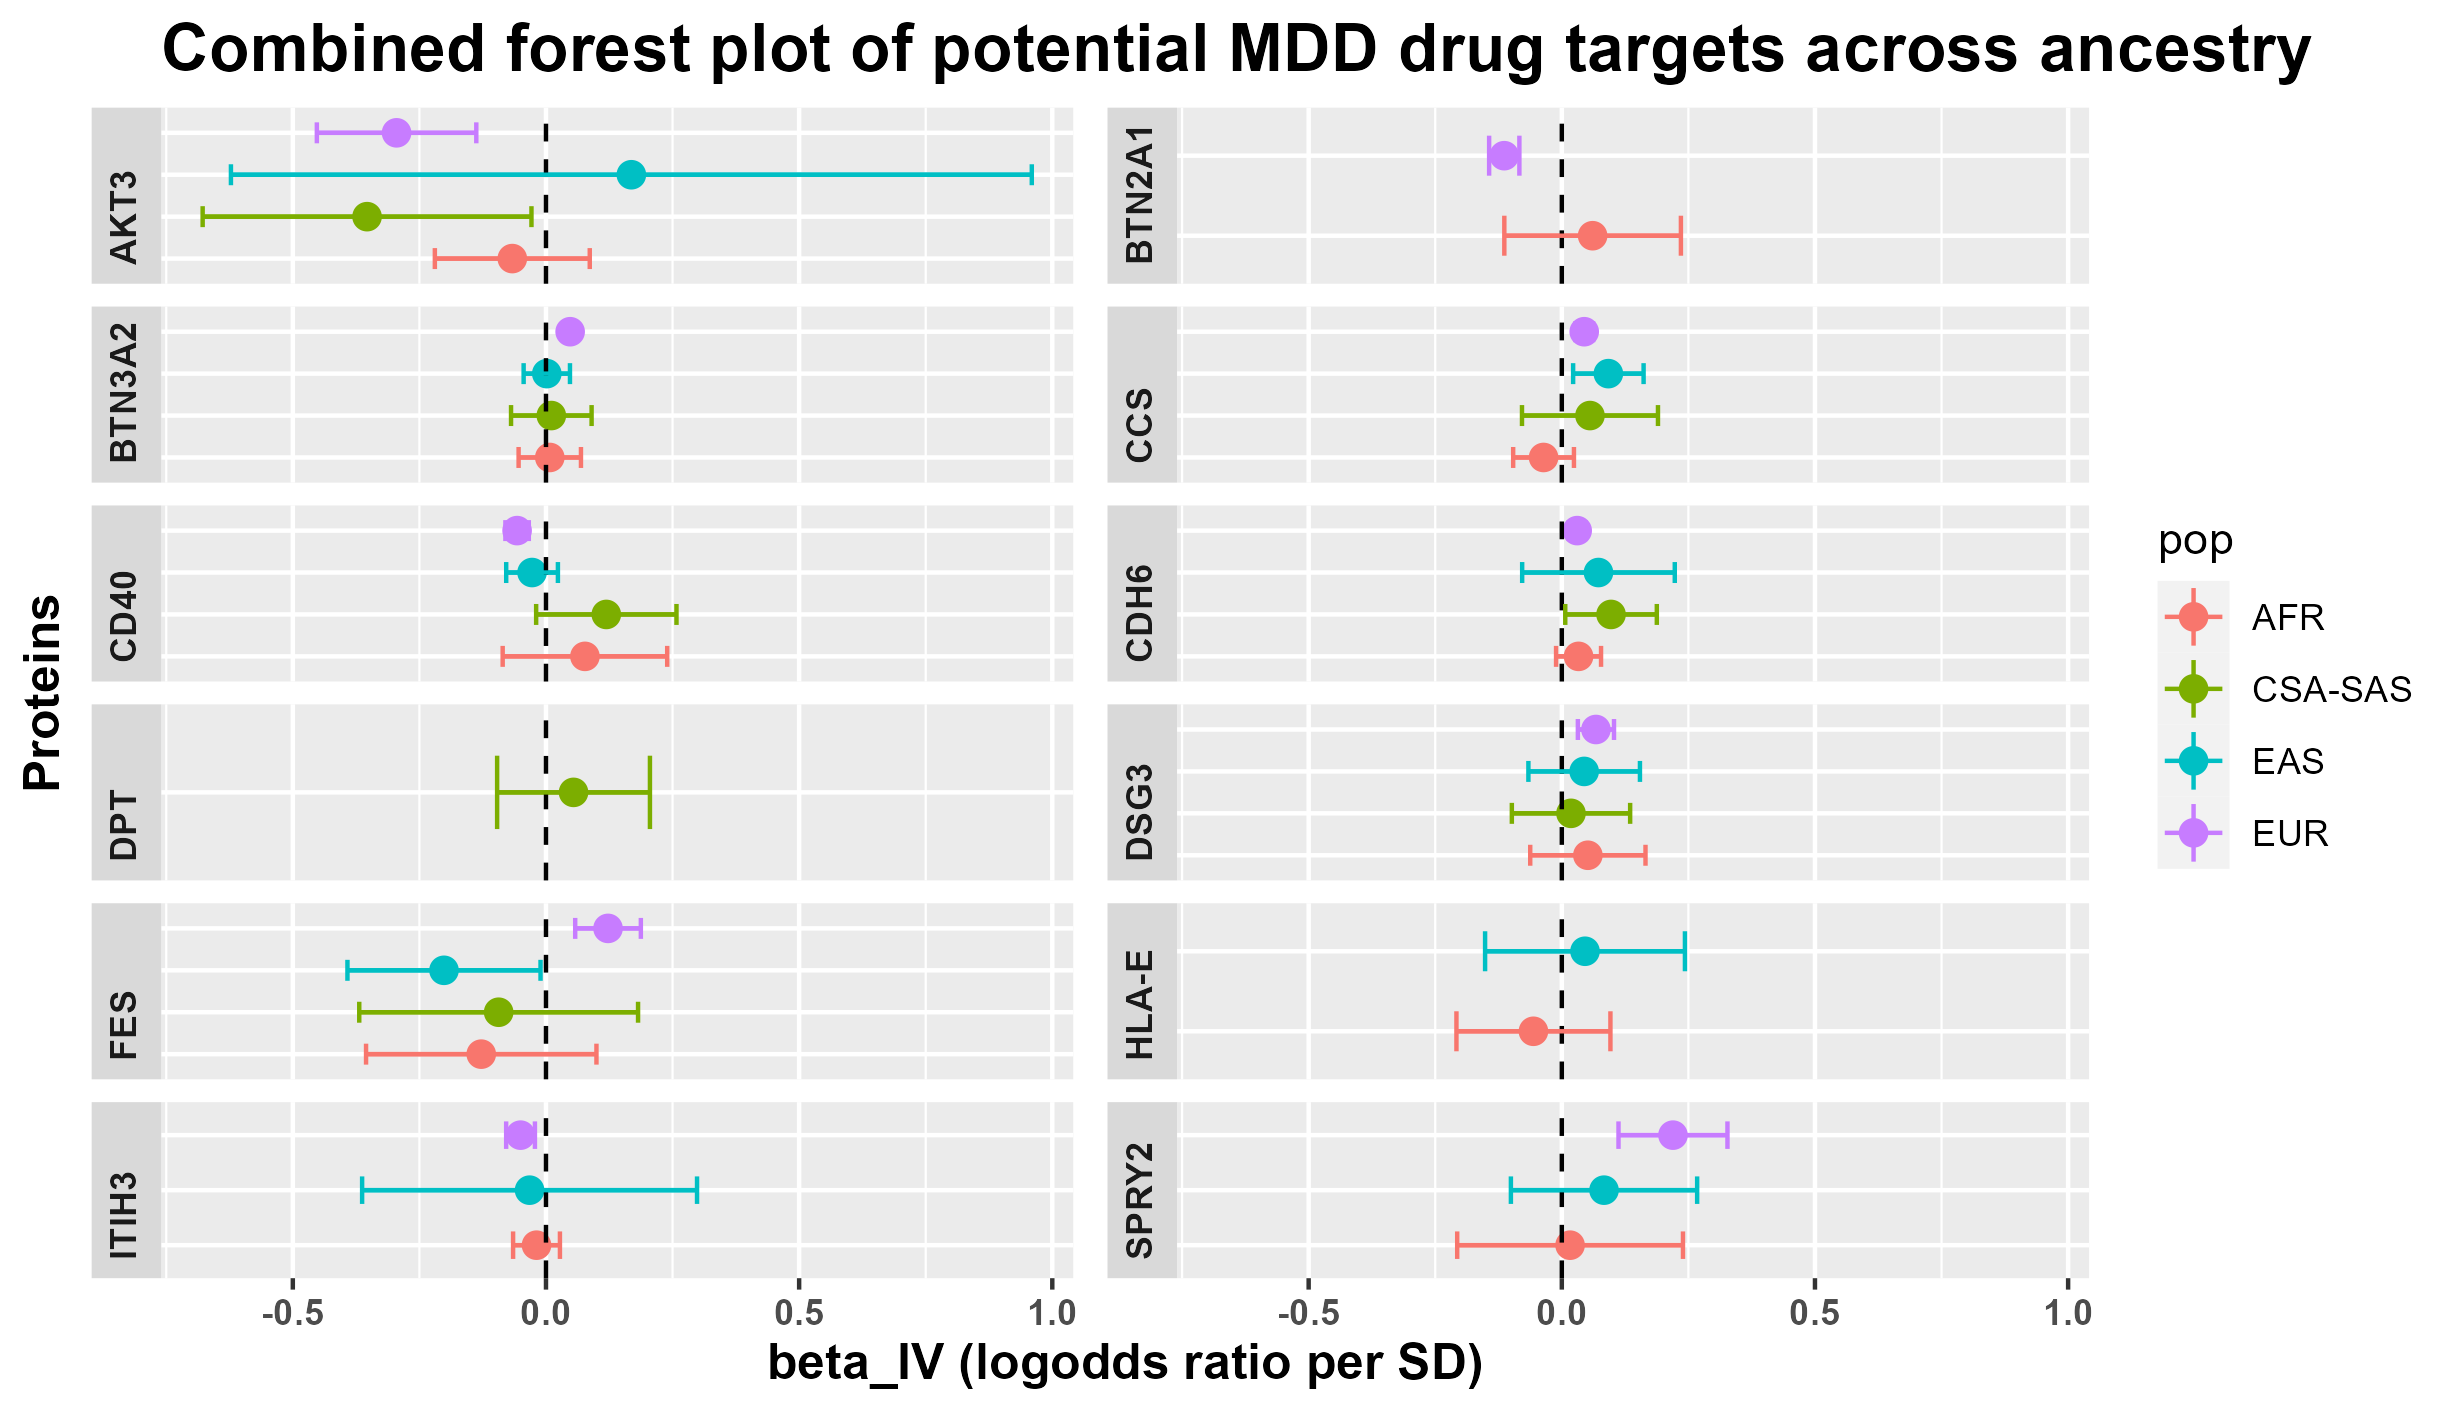 Combined forest plot of potential MDD drug targets across ancestry
Proteins
AKT3
BTN2A1
BTN3A2
CCS
CD40
CDH6
DPT
DSG3
FES
HLA-E
ITIH3
SPRY2
-0.5 0.0 0.5 1.0
-0.5 0.0 0.5 1.0
beta_IV (logodds ratio per SD)
pop
AFR
CSA-SAS
EAS
EUR